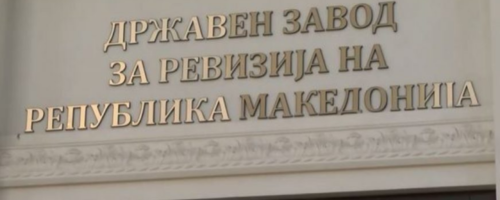 ДРЖАВЕН ЗАВОД
ЗА РЕВИЗИЈА НА
РЕПУБЛИКА МАКЕДОНИЈА